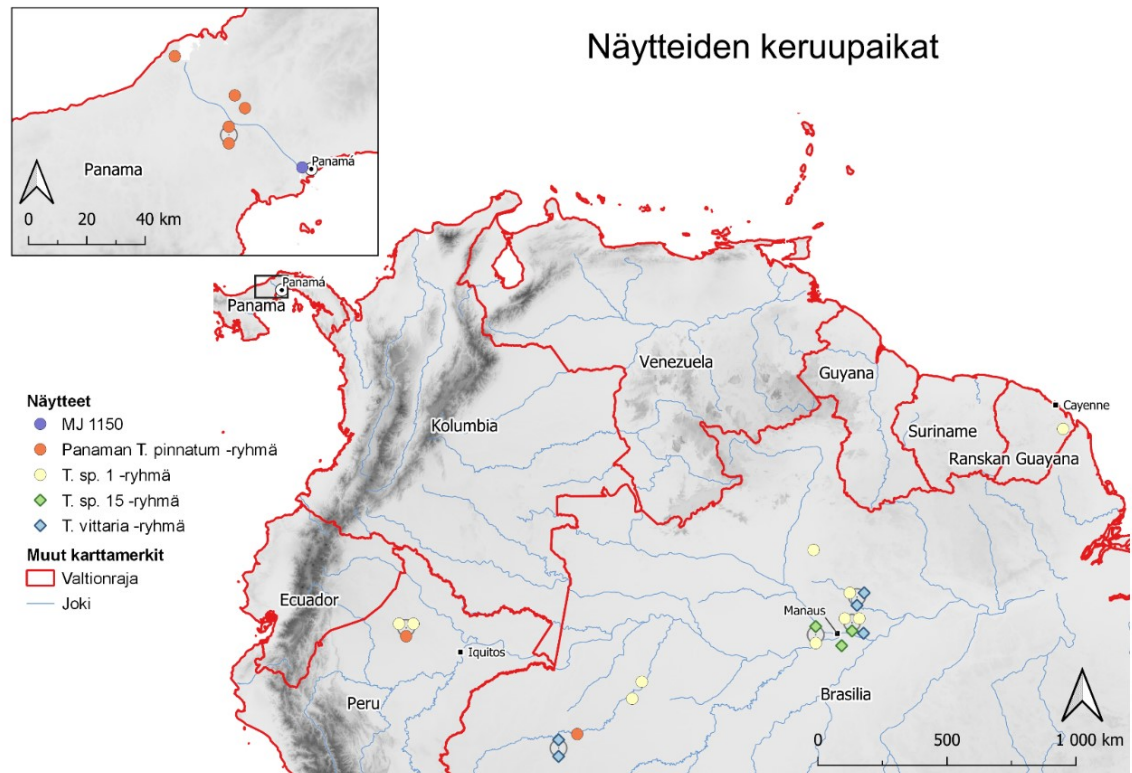 Näytteiden keruupaikat
Panama
Panamá
0 20 40 km
Panamá
Panama
Venezuela
Guyana
Cayenne
Suriname
Ranskan Guayana
Kolumbia
Näytteet
MJ 1150
Panaman T. pinnatum -ryhmä
T. sp. 1 -ryhmä
T. sp. 15 -ryhmä
T. vittaria -ryhmä
Muut karttamerkit
Valtionraja
Joki
Ecuador
Manaus
Iquitos
Peru
Brasilia
0 500 1 000 km